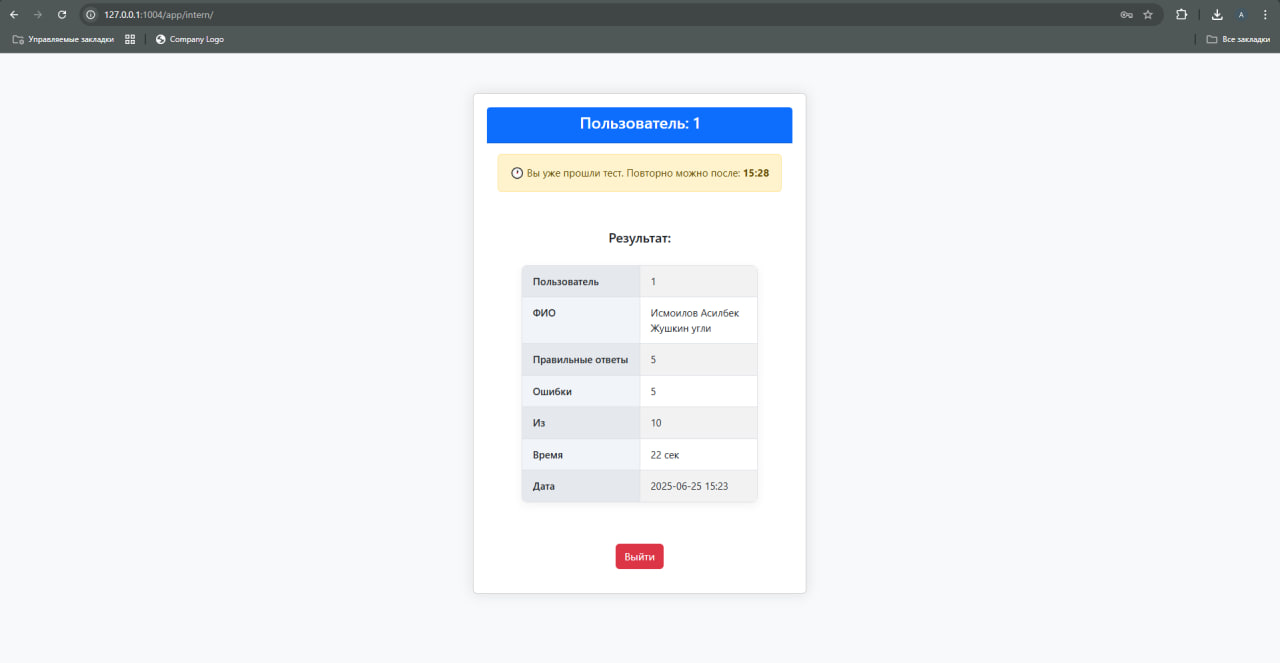 127.0.0.1:1004/app/intern/
A
Управляемые закладки
Company Logo
Все закладки
Пользователь: 1
Вы уже прошли тест. Повторно можно после: 15:28
Результат:
Пользователь 1
ФИО Исмоилов Асилбек
Жушкин угли
Правильные ответы 5
Ошибки 5
Из 10
Время 22 сек
Дата 2025-06-25 15:23
Выйти